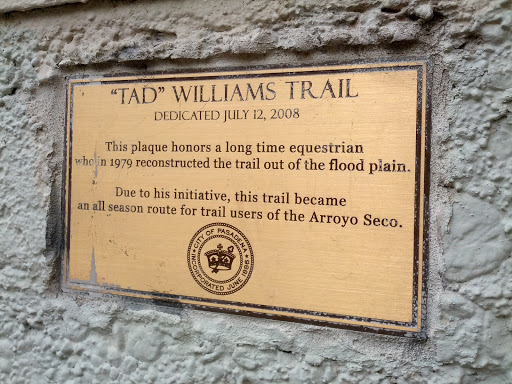 "TAD" WILLIAMS TRAIL
DEDICATED JULY 12, 2008
This plaque honors a long time equestrian
who in 1979 reconstructed the trail out of the flood plain.
Due to his initiative, this trail became
an all season route for trail users of the Arroyo Seco.
CITY OF PASADENA
INCORPORATED JUNE 1886